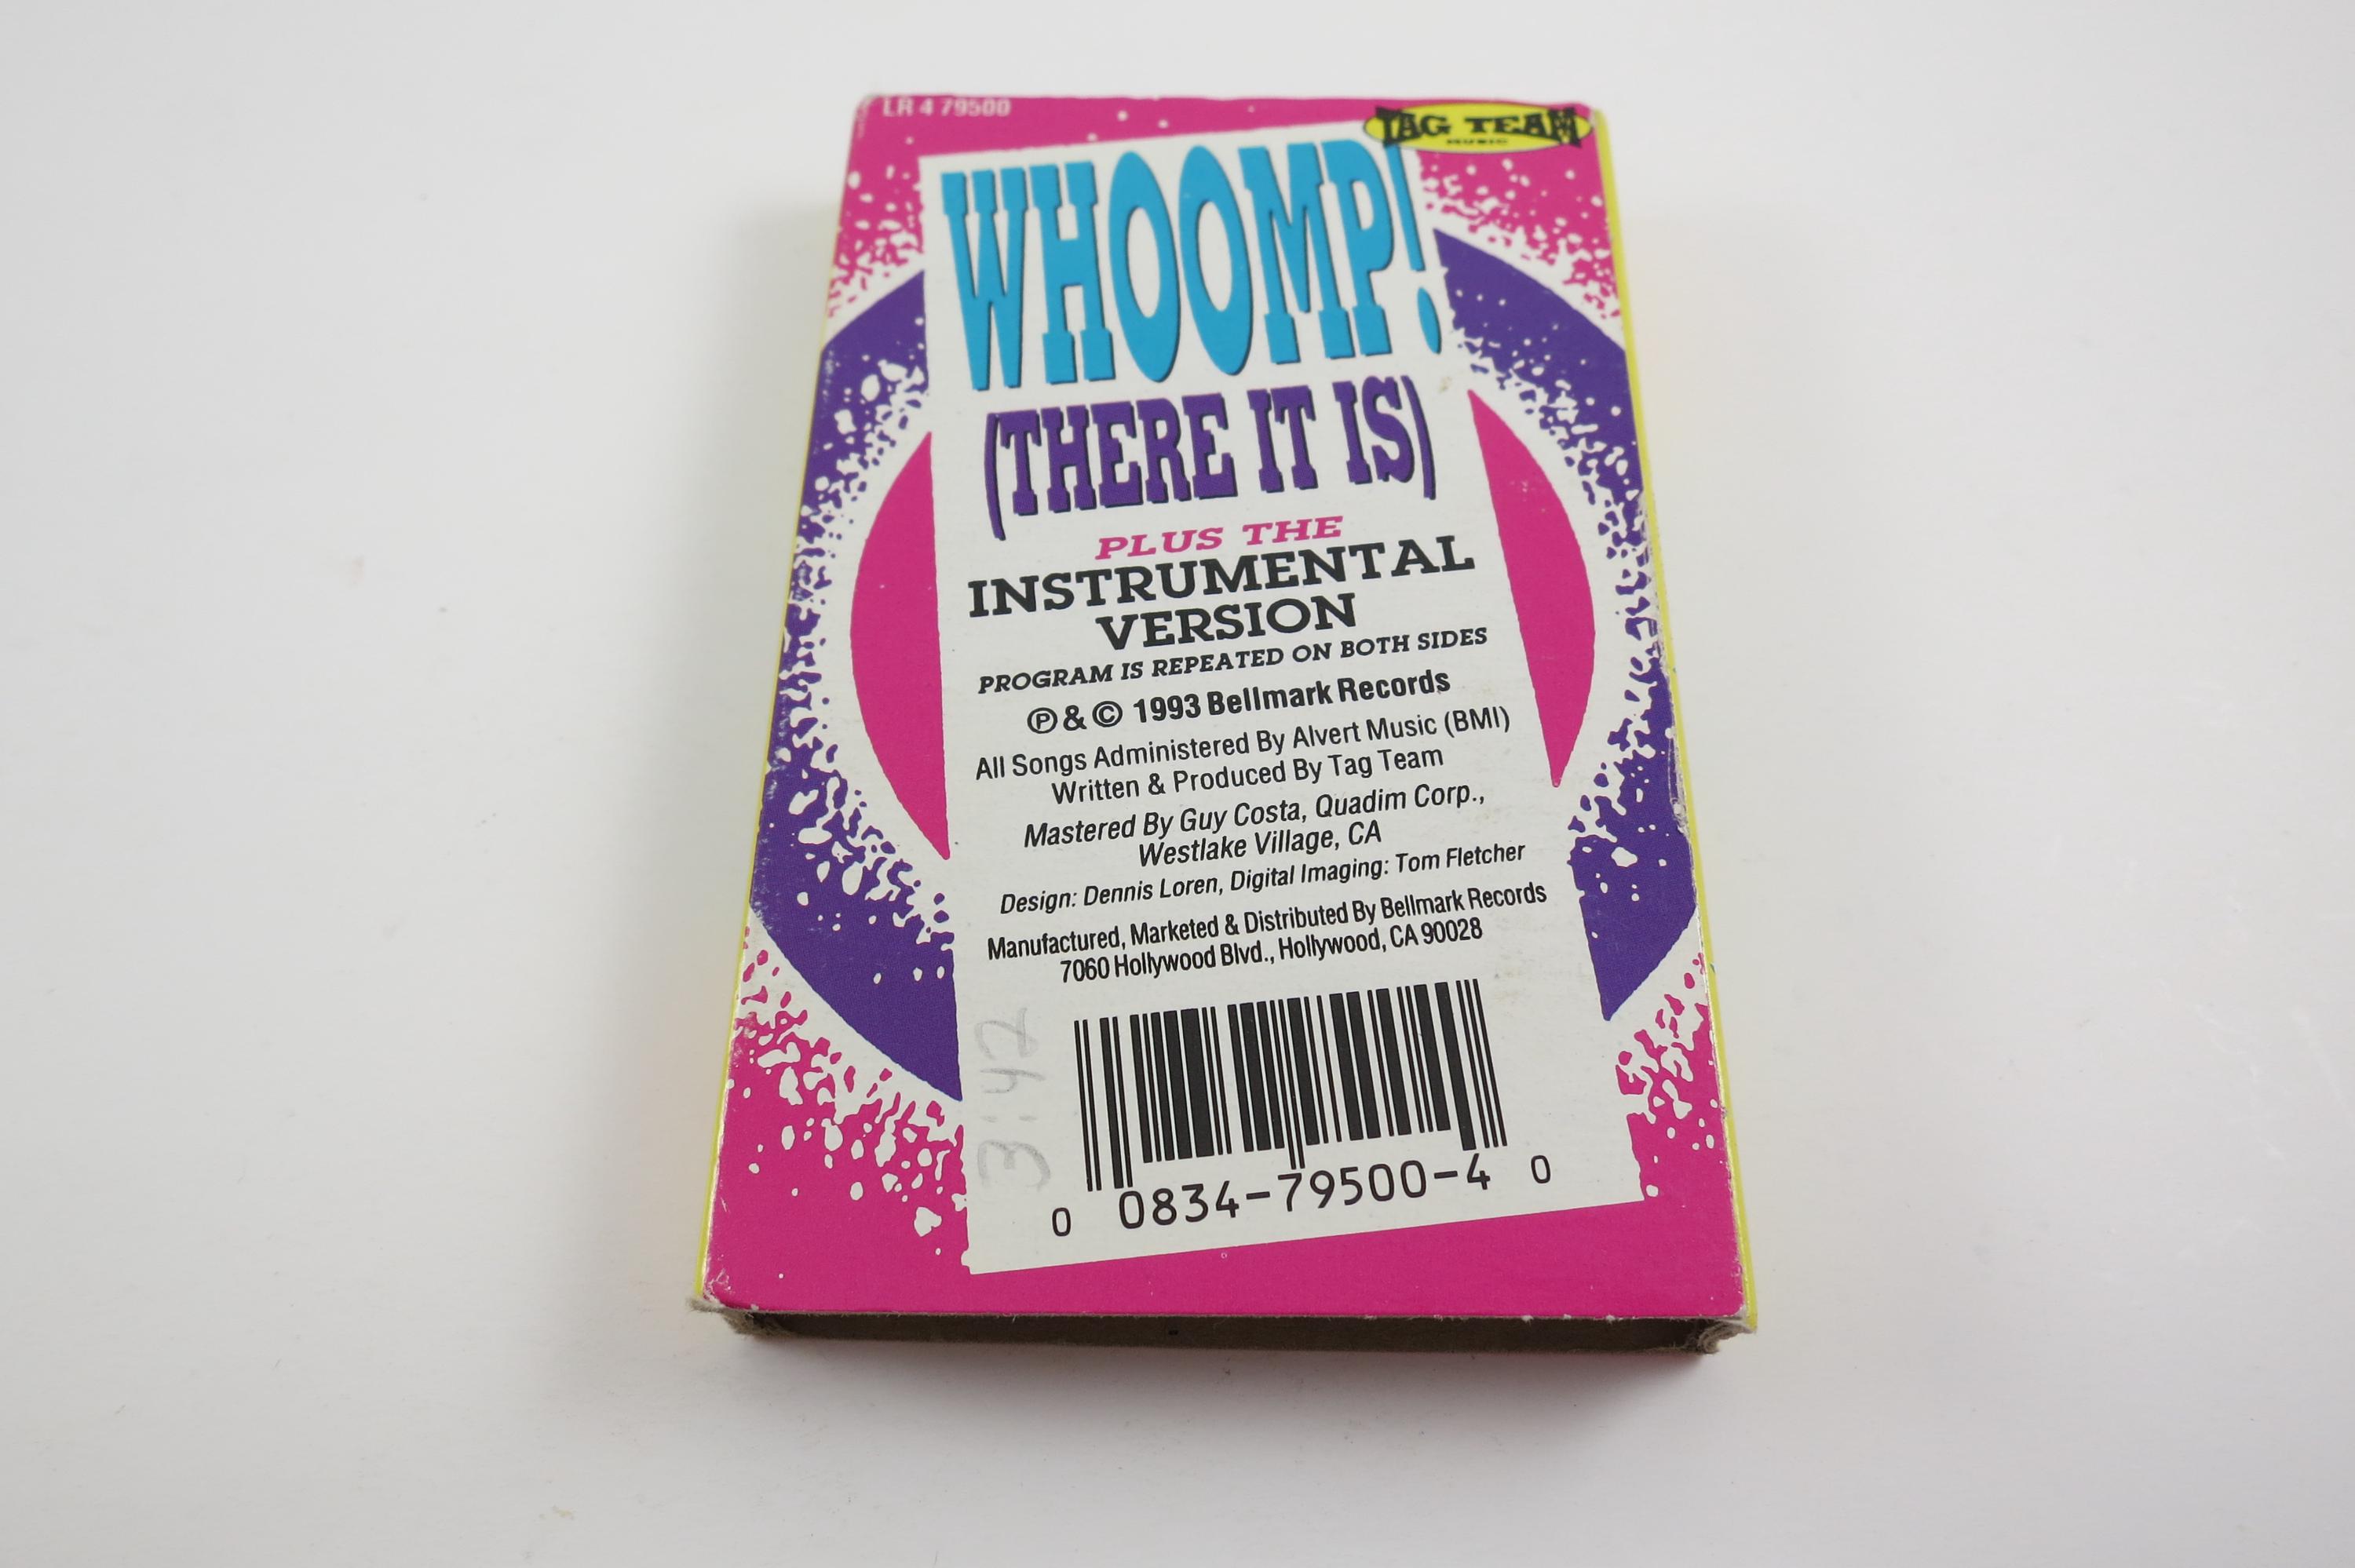 LR 4 79500
TAG TEAM
MUSIC
WHOOMP!
(THERE IT IS)
PLUS THE
INSTRUMENTAL
VERSION
PROGRAM IS REPEATED ON BOTH SIDES
℗ & © 1993 Bellmark Records
All Songs Administered By Alvert Music (BMI)
Written & Produced By Tag Team
Mastered By Guy Costa, Quadim Corp.,
Westlake Village, CA
Design: Dennis Loren, Digital Imaging: Tom Fletcher
Manufactured, Marketed & Distributed By Bellmark Records
7060 Hollywood Blvd., Hollywood, CA 90028
3:42
0 0834-79500-4 0